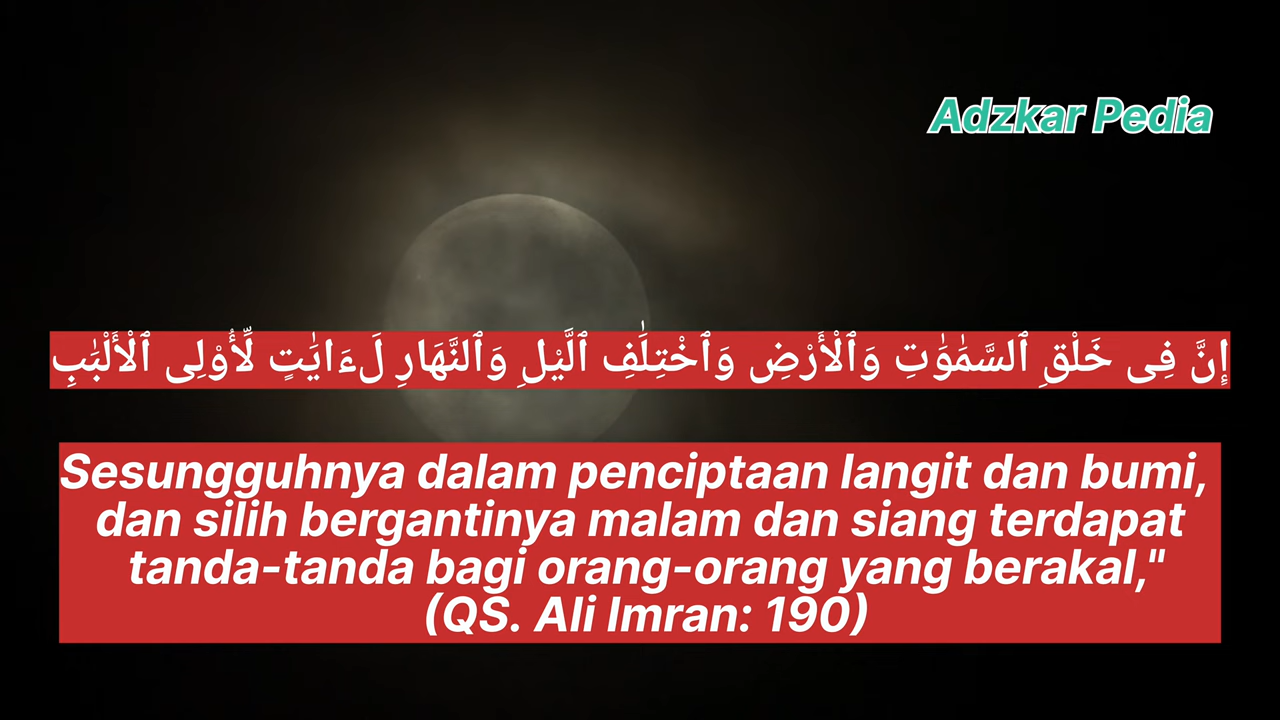 Adzkar Pedia
إِنَّ فِى خَلْقِ ٱلسَّمَٰوَٰتِ وَٱلْأَرْضِ وَٱخْتِلَٰفِ ٱلَّيْلِ وَٱلنَّهَارِ لَءَايَٰتٍ لِّأُو۟لِى ٱلْأَلْبَٰبِ
Sesungguhnya dalam penciptaan langit dan bumi,
dan silih bergantinya malam dan siang terdapat
tanda-tanda bagi orang-orang yang berakal,"
(QS. Ali Imran: 190)